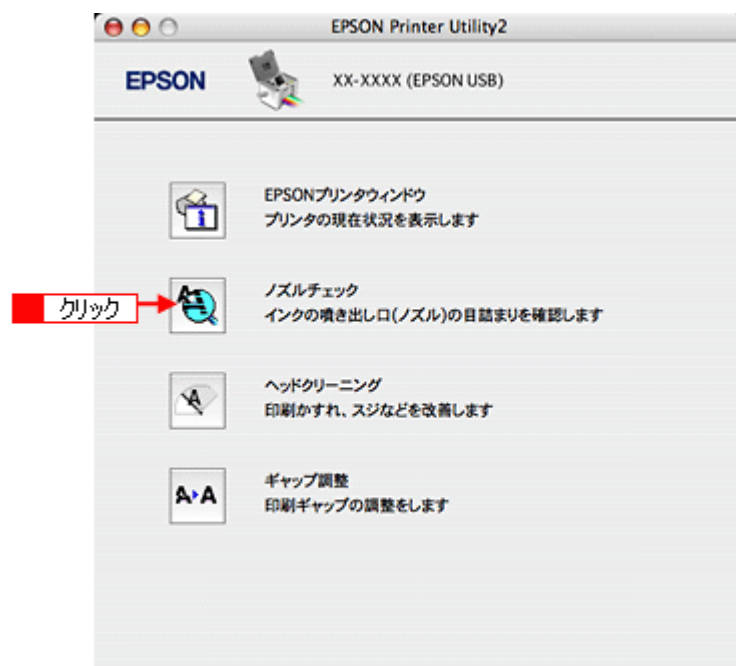 EPSON Printer Utility2
EPSON
XX-XXXX (EPSON USB)
EPSONプリンタウィンドウ
プリンタの現在状況を表示します
クリック
ノズルチェック
インクの噴き出し口(ノズル)の目詰まりを確認します
ヘッドクリーニング
印刷かすれ、スジなどを改善します
ギャップ調整
印刷ギャップの調整をします